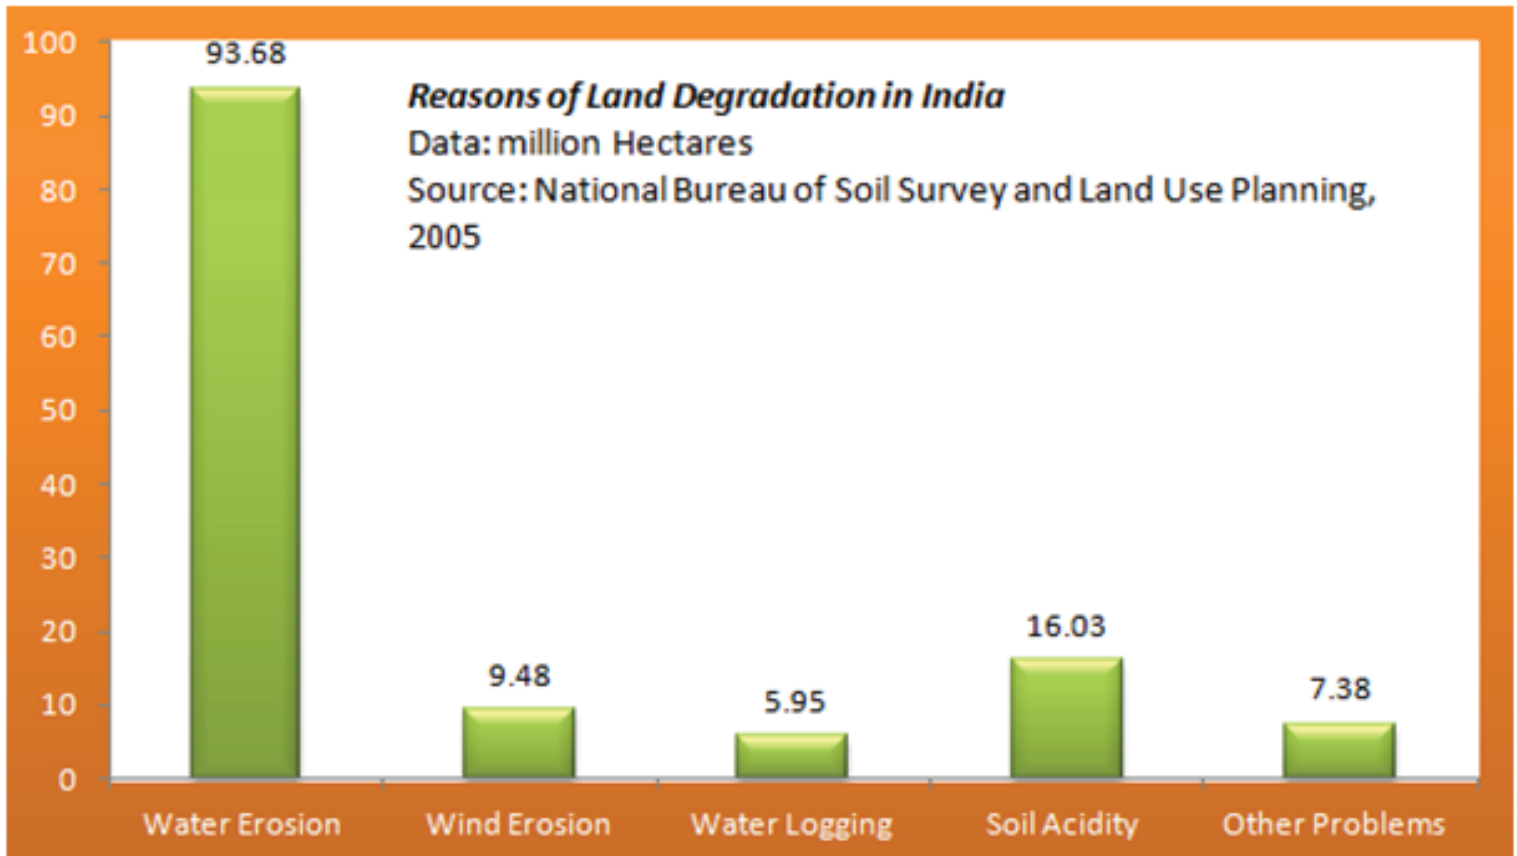 Reasons of Land Degradation in India
Data: million Hectares
Source: National Bureau of Soil Survey and Land Use Planning,
2005
100
90
80
70
60
50
40
30
20
10
0
93.68
9.48
5.95
16.03
7.38
Water Erosion
Wind Erosion
Water Logging
Soil Acidity
Other Problems